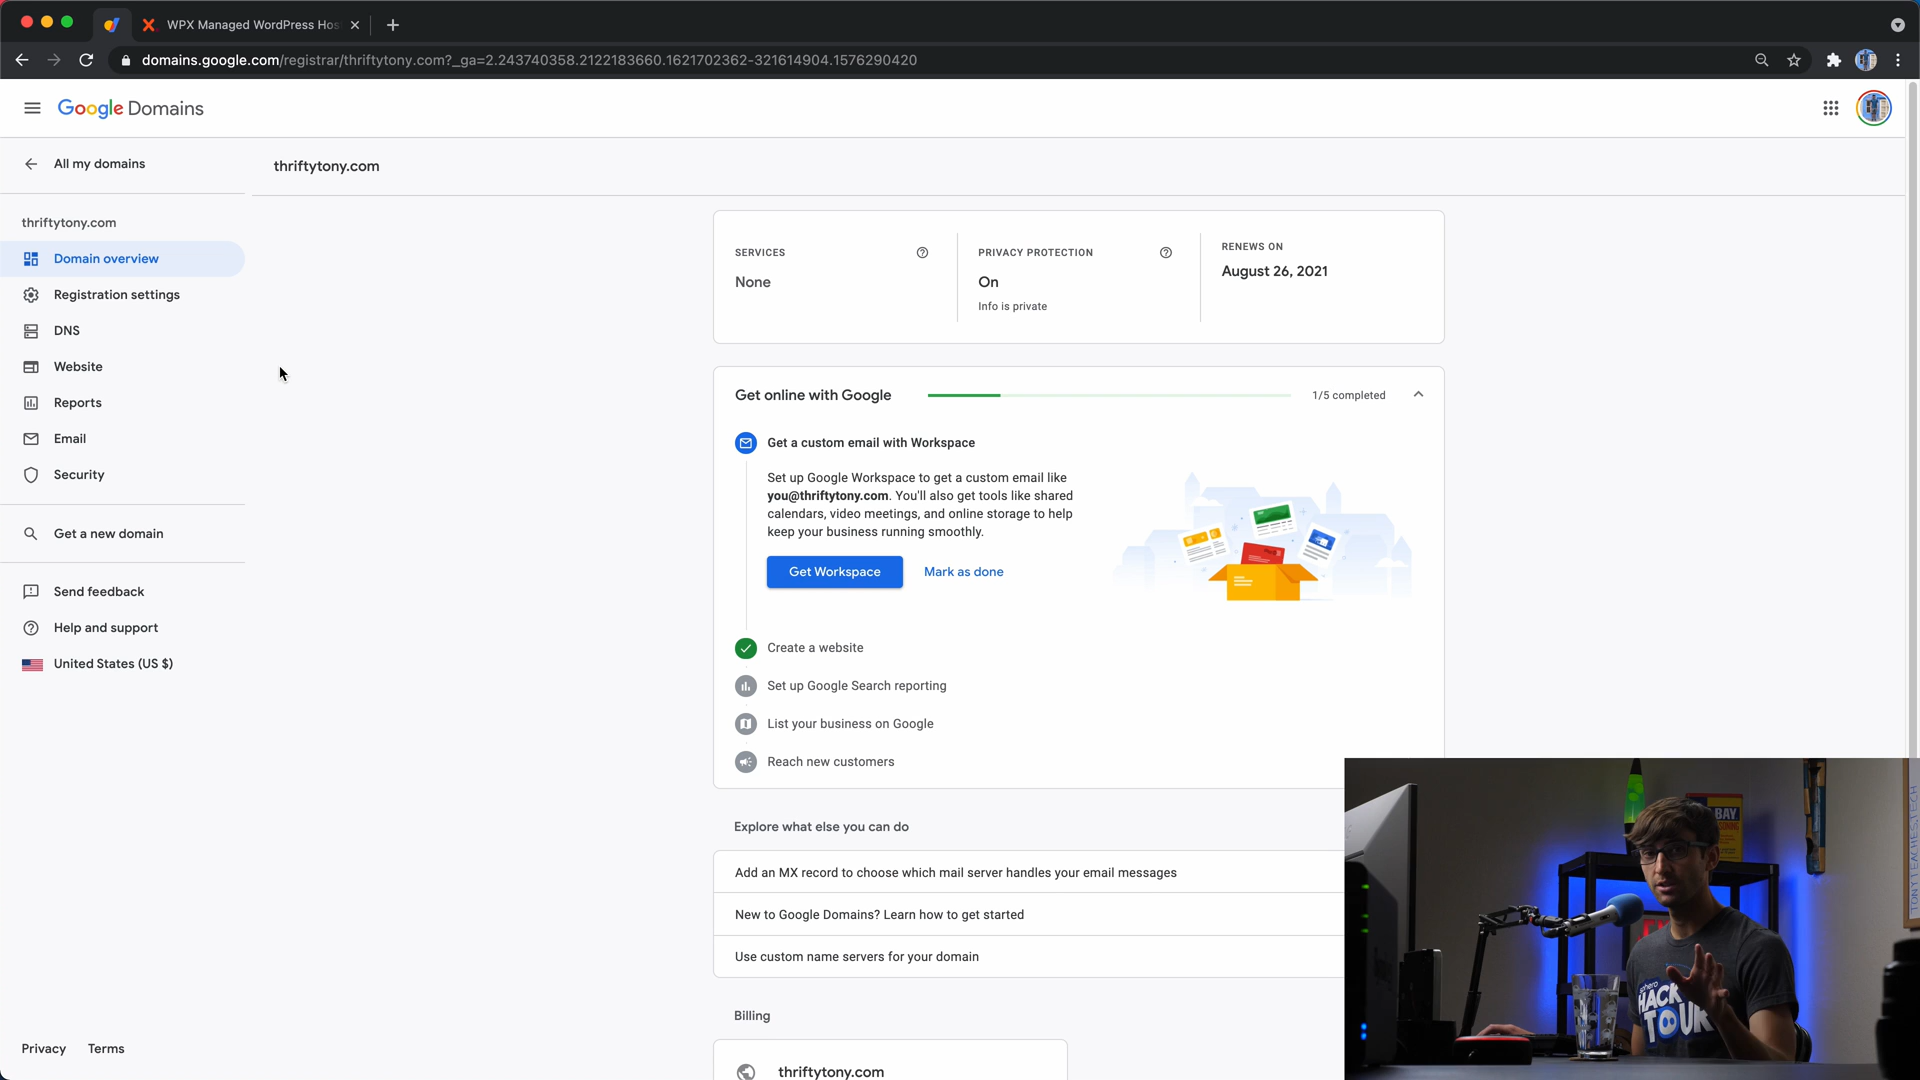 WPX Managed WordPress Hos
domains.google.com/registrar/thriftytony.com?_ga=2.243740358.2122183660.1621702362-321614904.1576290420
Google Domains
All my domains
thriftytony.com
thriftytony.com
Domain overview
Registration settings
DNS
Website
Reports
Email
Security
Get a new domain
Send feedback
Help and support
United States (US $)
Privacy Terms
SERVICES
None
PRIVACY PROTECTION
On
Info is private
RENEWS ON
August 26, 2021
Get online with Google
1/5 completed
Get a custom email with Workspace
Set up Google Workspace to get a custom email like
you@thriftytony.com. You'll also get tools like shared
calendars, video meetings, and online storage to help
keep your business running smoothly.
Get Workspace
Mark as done
Create a website
Set up Google Search reporting
List your business on Google
Reach new customers
Explore what else you can do
Add an MX record to choose which mail server handles your email messages
New to Google Domains? Learn how to get started
Use custom name servers for your domain
Billing
thriftytony.com
BAY
TONYTEACHES.TECH
sphero
HACK
TOUR